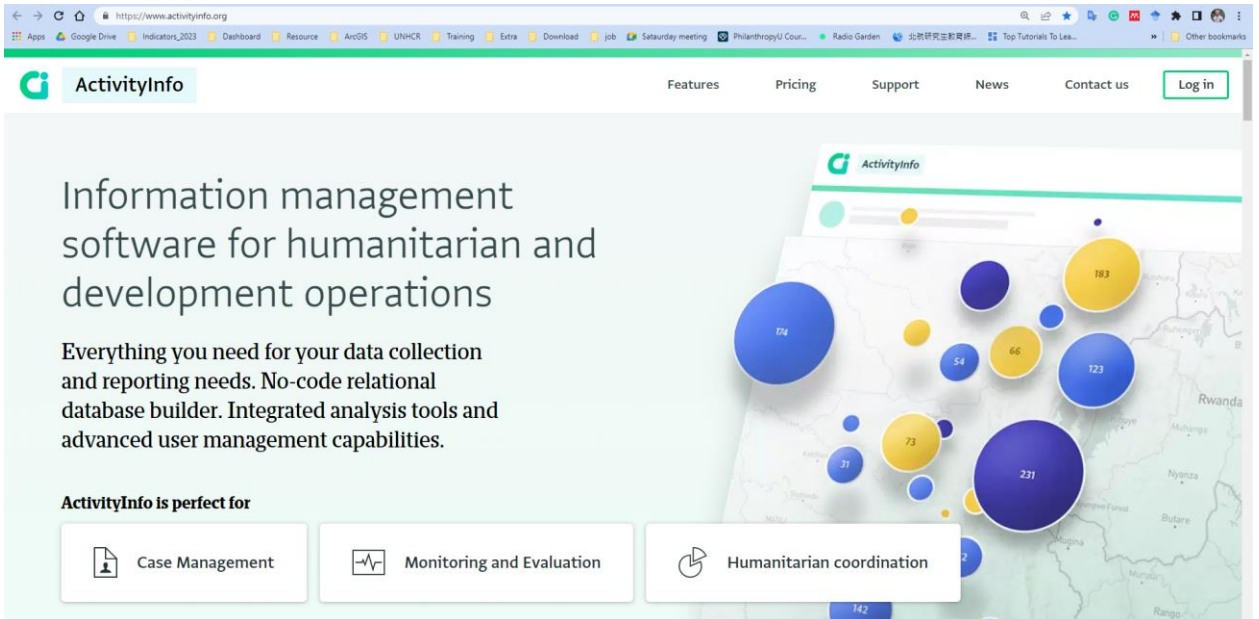 https://www.activityinfo.org
Apps Google Drive Indicators_2023 Dashboard Resource ArcGIS UNHCR Training Extra Download job Sataurday meeting PhilanthropyU Cour... Radio Garden Top Tutorials To Lea... » Other bookmarks
ActivityInfo Features Pricing Support News Contact us Log in
ActivityInfo
Information management
software for humanitarian and
development operations
Everything you need for your data collection
and reporting needs. No-code relational
database builder. Integrated analysis tools and
advanced user management capabilities.
ActivityInfo is perfect for
Case Management Monitoring and Evaluation Humanitarian coordination
183
174
66
54
123
Rwanda
73
31
231
Nyanza
Butare
142